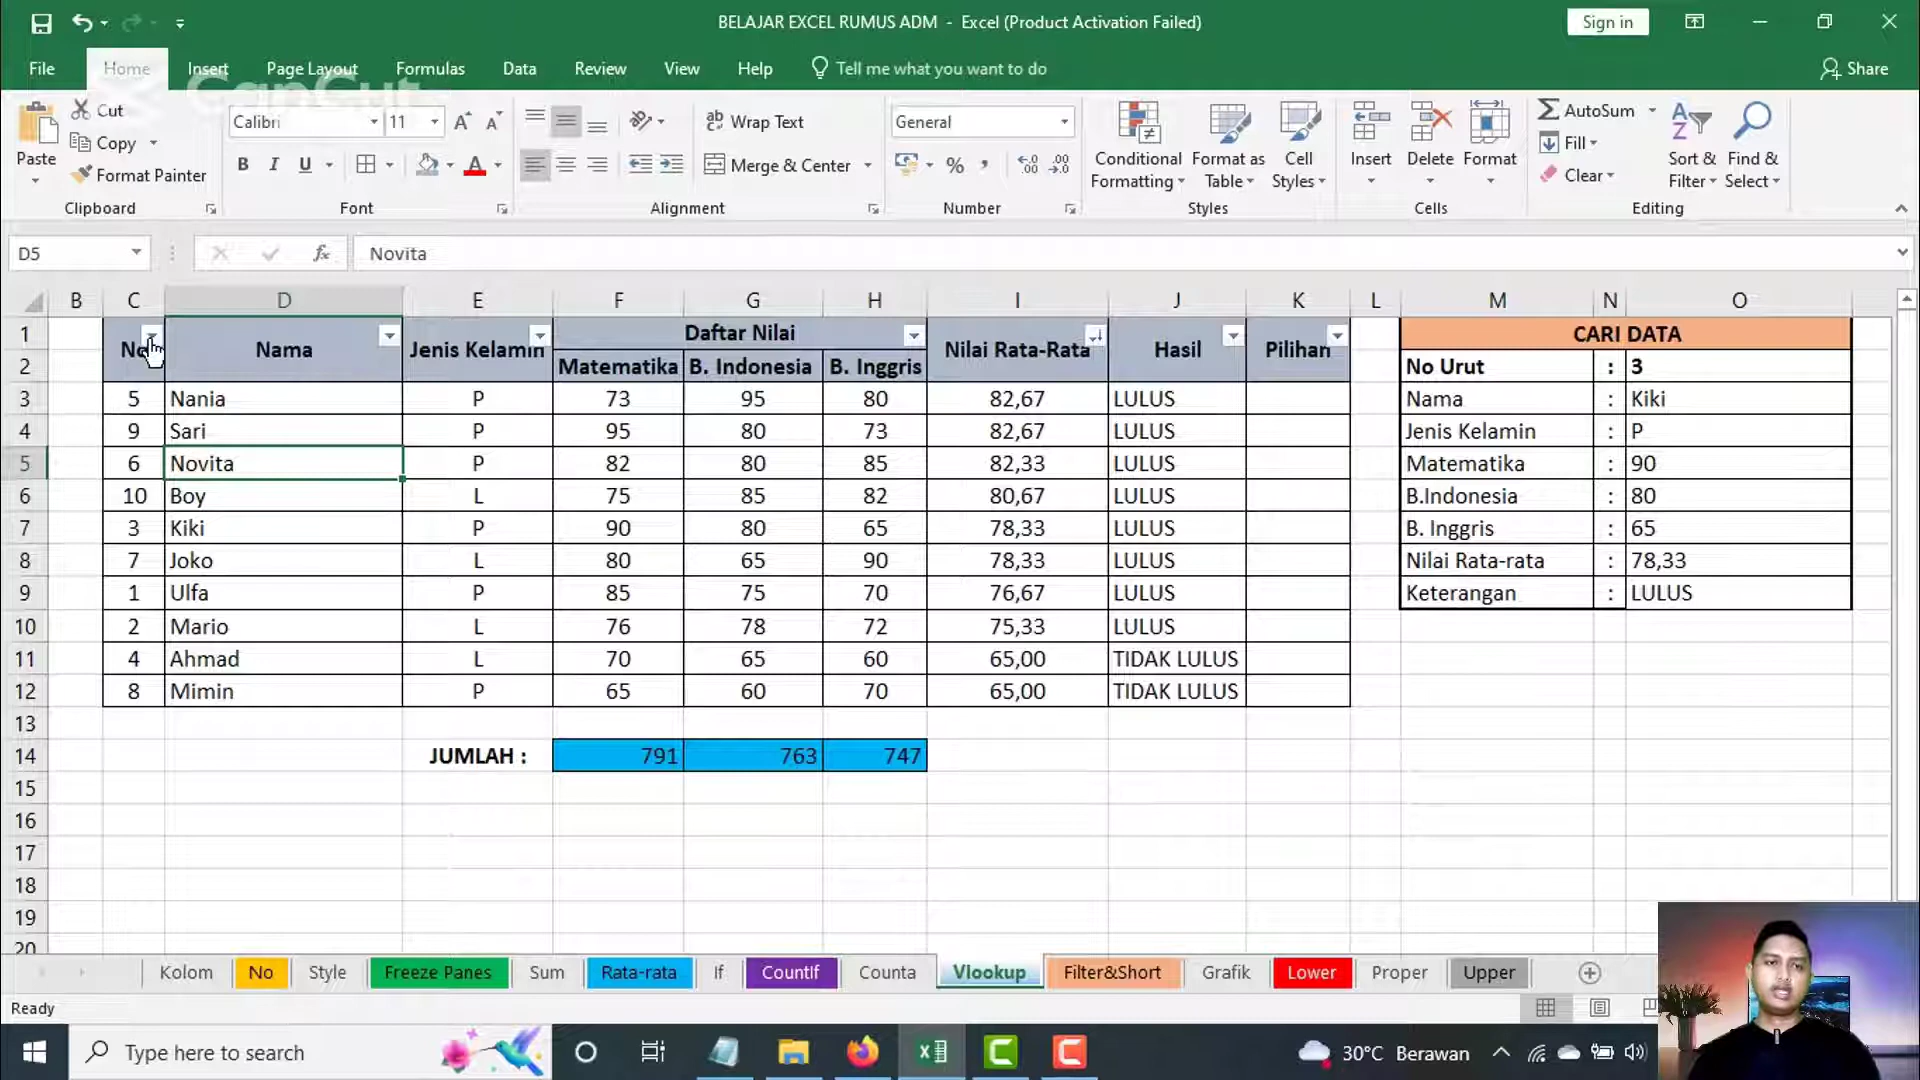 BELAJAR EXCEL RUMUS ADM - Excel (Product Activation Failed)
Sign in
File Home Insert Page Layout Formulas Data Review View Help Tell me what you want to do Share
CapCut
Paste
Cut
Copy
Format Painter
Clipboard
Calibri 11
B I U
Font
Wrap Text
Merge & Center
Alignment
General
%
Number
Conditional Formatting
Format as Table
Cell Styles
Styles
Insert Delete Format
Cells
AutoSum
Fill
Clear
Sort & Filter
Find & Select
Editing
D5 fx Novita
B C D E F G H I J K L M N O
1 No Nama Jenis Kelamin Daftar Nilai Nilai Rata-Rata Hasil Pilihan CARI DATA
2 Matematika B. Indonesia B. Inggris No Urut : 3
3 5 Nania P 73 95 80 82,67 LULUS Nama : Kiki
4 9 Sari P 95 80 73 82,67 LULUS Jenis Kelamin : P
5 6 Novita P 82 80 85 82,33 LULUS Matematika : 90
6 10 Boy L 75 85 82 80,67 LULUS B.Indonesia : 80
7 3 Kiki P 90 80 65 78,33 LULUS B. Inggris : 65
8 7 Joko L 80 65 90 78,33 LULUS Nilai Rata-rata : 78,33
9 1 Ulfa P 85 75 70 76,67 LULUS Keterangan : LULUS
10 2 Mario L 76 78 72 75,33 LULUS
11 4 Ahmad L 70 65 60 65,00 TIDAK LULUS
12 8 Mimin P 65 60 70 65,00 TIDAK LULUS
13
14 JUMLAH : 791 763 747
15
16
17
18
19
20
Kolom No Style Freeze Panes Sum Rata-rata If CountIf Counta Vlookup Filter&Short Grafik Lower Proper Upper
Ready
Type here to search
30°C Berawan